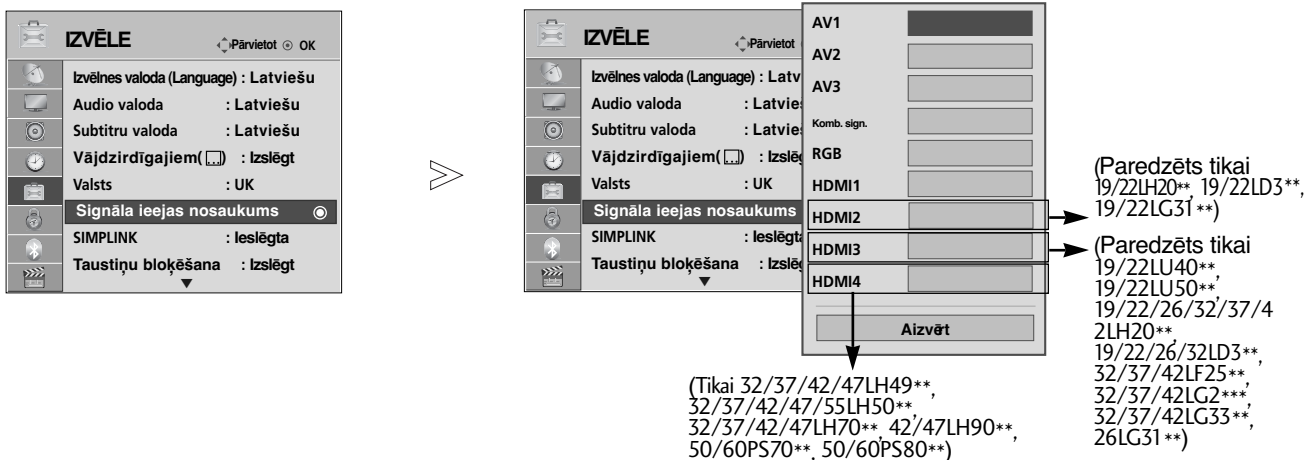 IZVĒLE
Pārvietot OK
Izvēlnes valoda (Language) : Latviešu
Audio valoda : Latviešu
Subtitru valoda : Latviešu
Vājdzirdīgajiem( ) : Izslēgt
Valsts : UK
Signāla ieejas nosaukums
SIMPLINK : Ieslēgta
Taustiņu bloķēšana : Izslēgt
IZVĒLE
Pārvietot
Izvēlnes valoda (Language) : Latv
Audio valoda : Latvie
Subtitru valoda : Latvie
Vājdzirdīgajiem( ) : Izslē
Valsts : UK
Signāla ieejas nosaukums
SIMPLINK : Ieslēgta
Taustiņu bloķēšana : Izslē
AV1
AV2
AV3
Komb. sign.
RGB
HDMI1
HDMI2
HDMI3
HDMI4
Aizvērt
(Paredzēts tikai
19/22LH20**, 19/22LD3**,
19/22LG31**)
(Paredzēts tikai
19/22LU40**,
19/22LU50**,
19/22/26/32/37/4
2LH20**,
19/22/26/32LD3**,
32/37/42LF25**,
32/37/42LG2***,
32/37/42LG33**,
26LG31**)
(Tikai 32/37/42/47LH49**,
32/37/42/47/55LH50**,
32/37/42/47LH70**, 42/47LH90**,
50/60PS70**, 50/60PS80**)